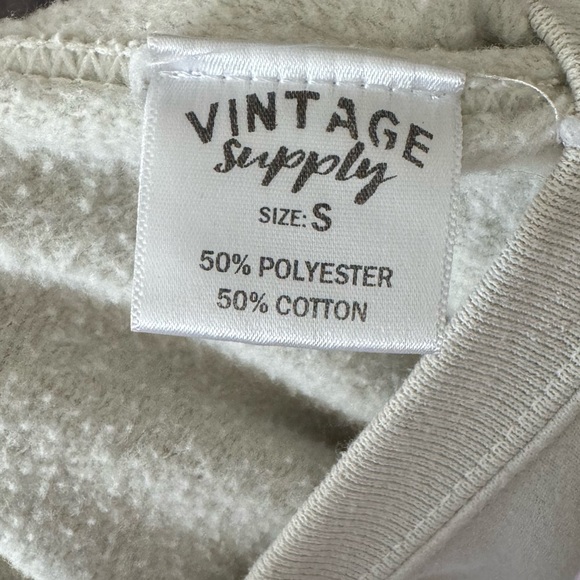 VINTAGE
Supply
SIZE: S
50% POLYESTER
50% COTTON